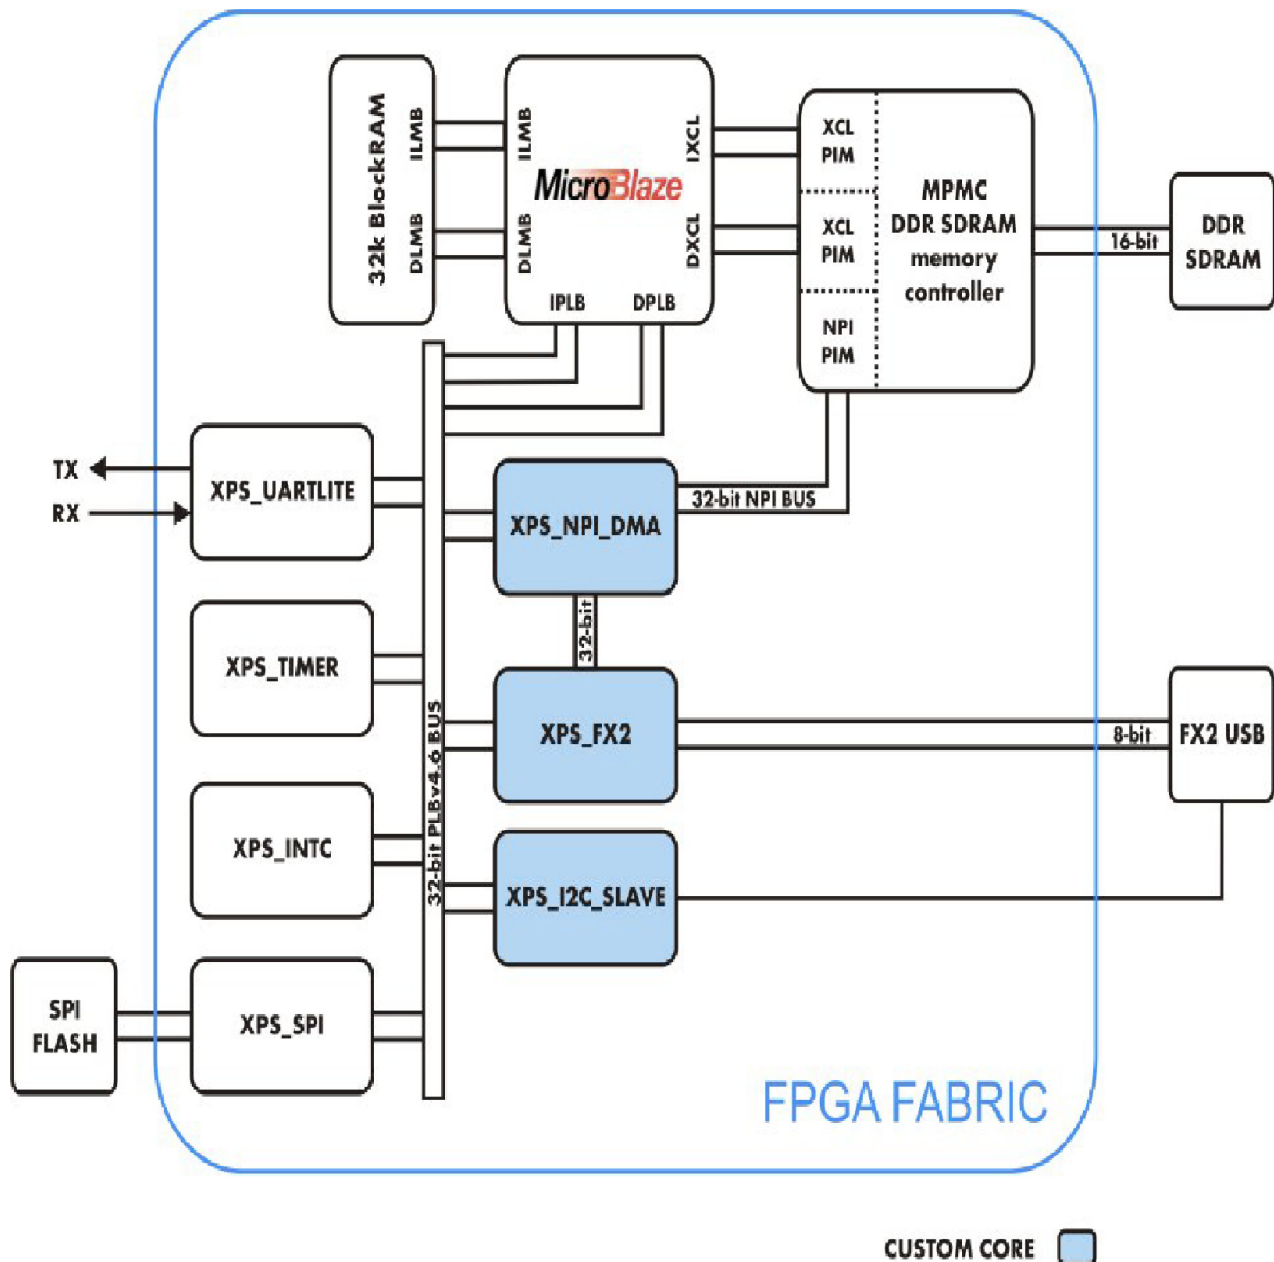 32k BlockRAM
ILMB
DLMB
ILMB
DLMB
MicroBlaze
IXCL
DXCL
IPLB
DPLB
XCL
PIM
XCL
PIM
NPI
PIM
MPMC
DDR SDRAM
memory
controller
16-bit
DDR
SDRAM
TX
RX
XPS_UARTLITE
XPS_NPI_DMA
32-bit NPI BUS
32-bit
XPS_TIMER
32-bit PLBv4.6 BUS
XPS_FX2
8-bit
FX2 USB
XPS_INTC
XPS_I2C_SLAVE
SPI
FLASH
XPS_SPI
FPGA FABRIC
CUSTOM CORE